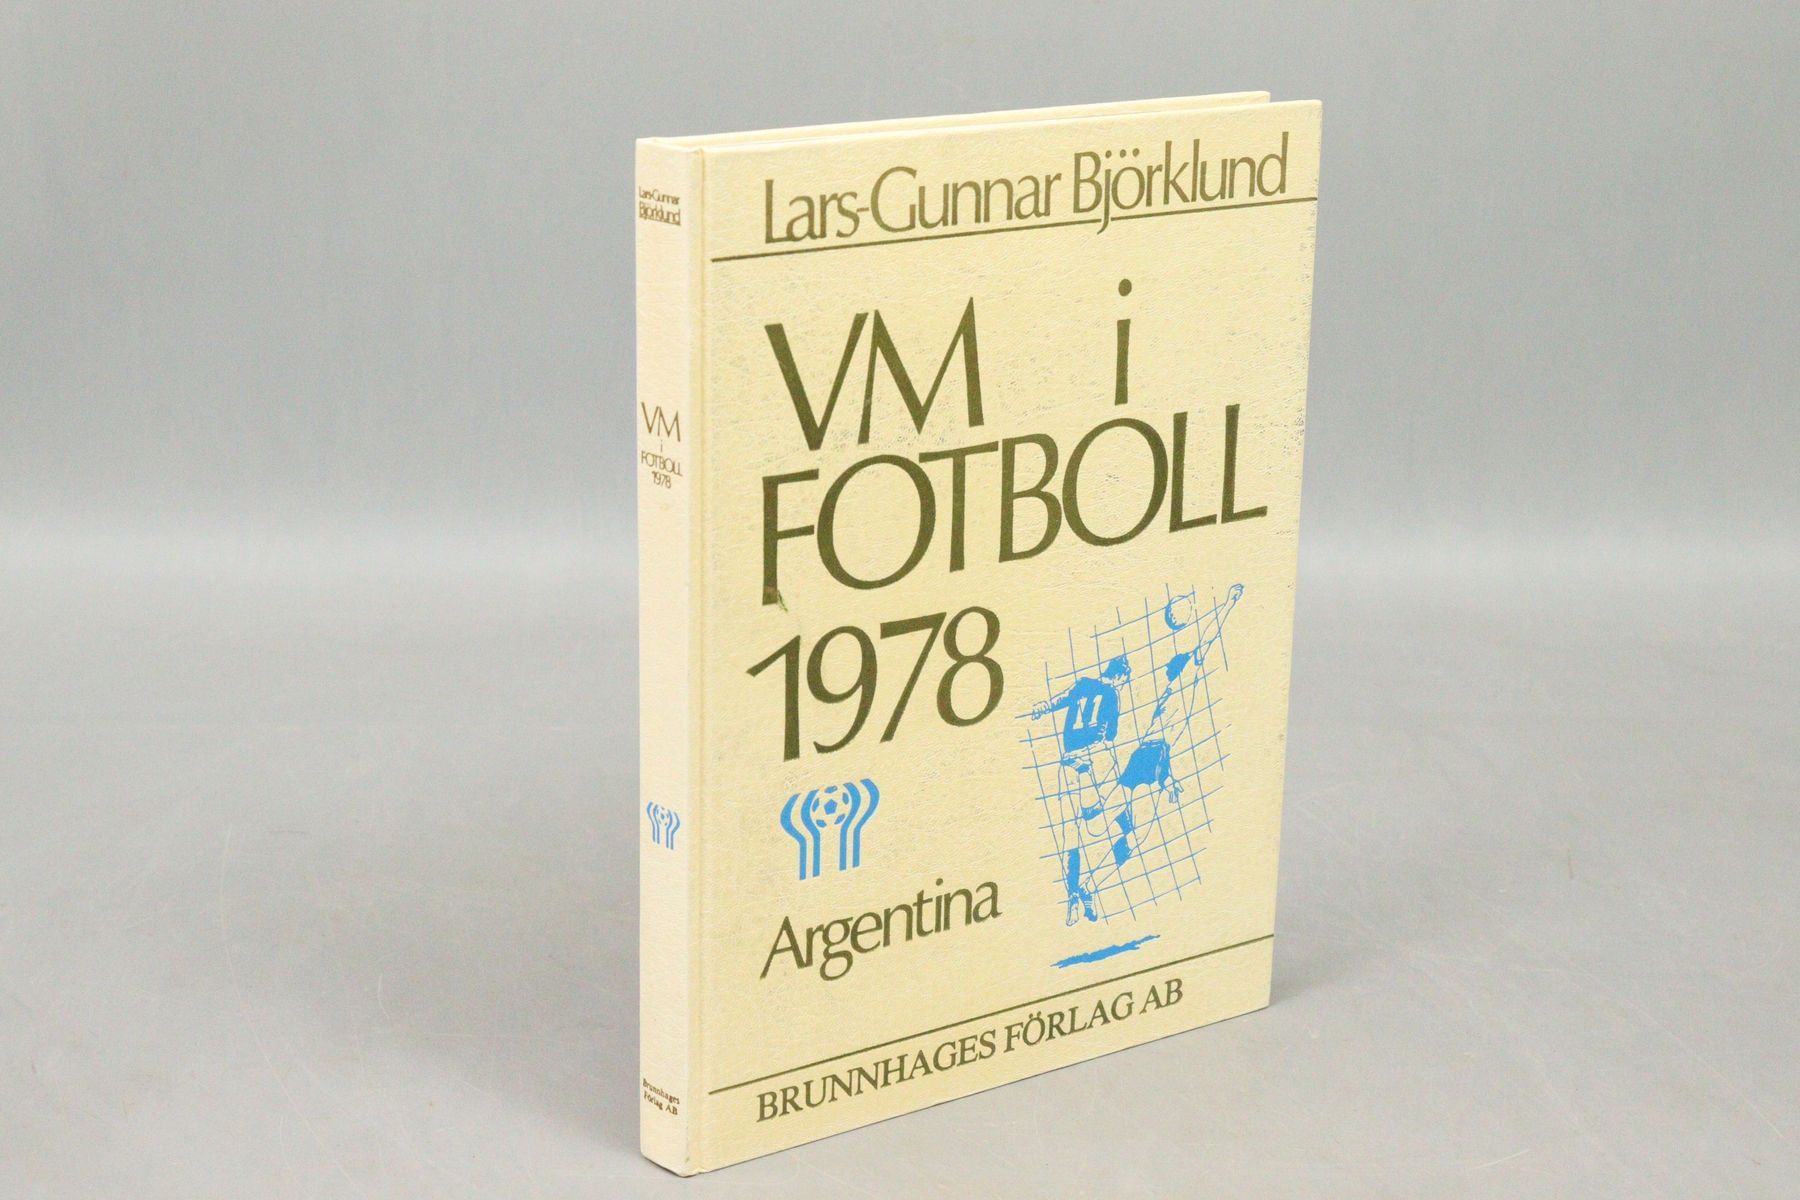 Lars-Gunnar
Björklund
VM
i
FOTBOLL
1978
Brunnhages
Förlag AB
Lars-Gunnar Björklund
VM i
FOTBOLL
1978
11
Argentina
BRUNNHAGES FÖRLAG AB